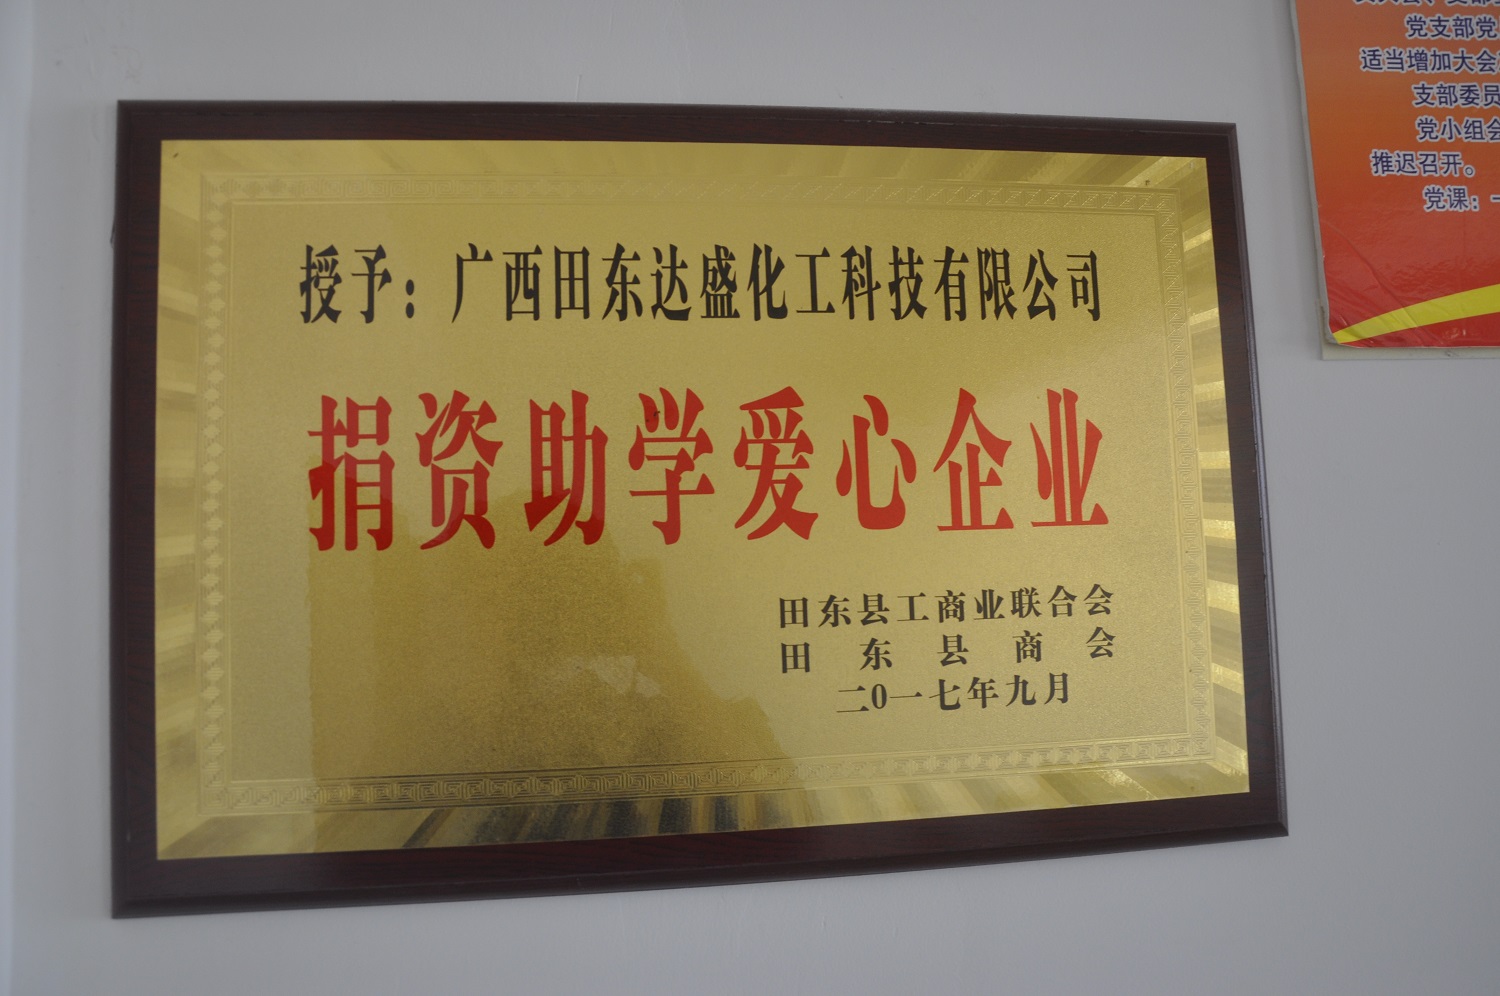 授予：广西田东达盛化工科技有限公司
捐资助学爱心企业
田东县工商业联合会
田东县商会
二0一七年九月
党支部党
适当增加大会
支部委员
党小组会
推迟召开。
党课：一